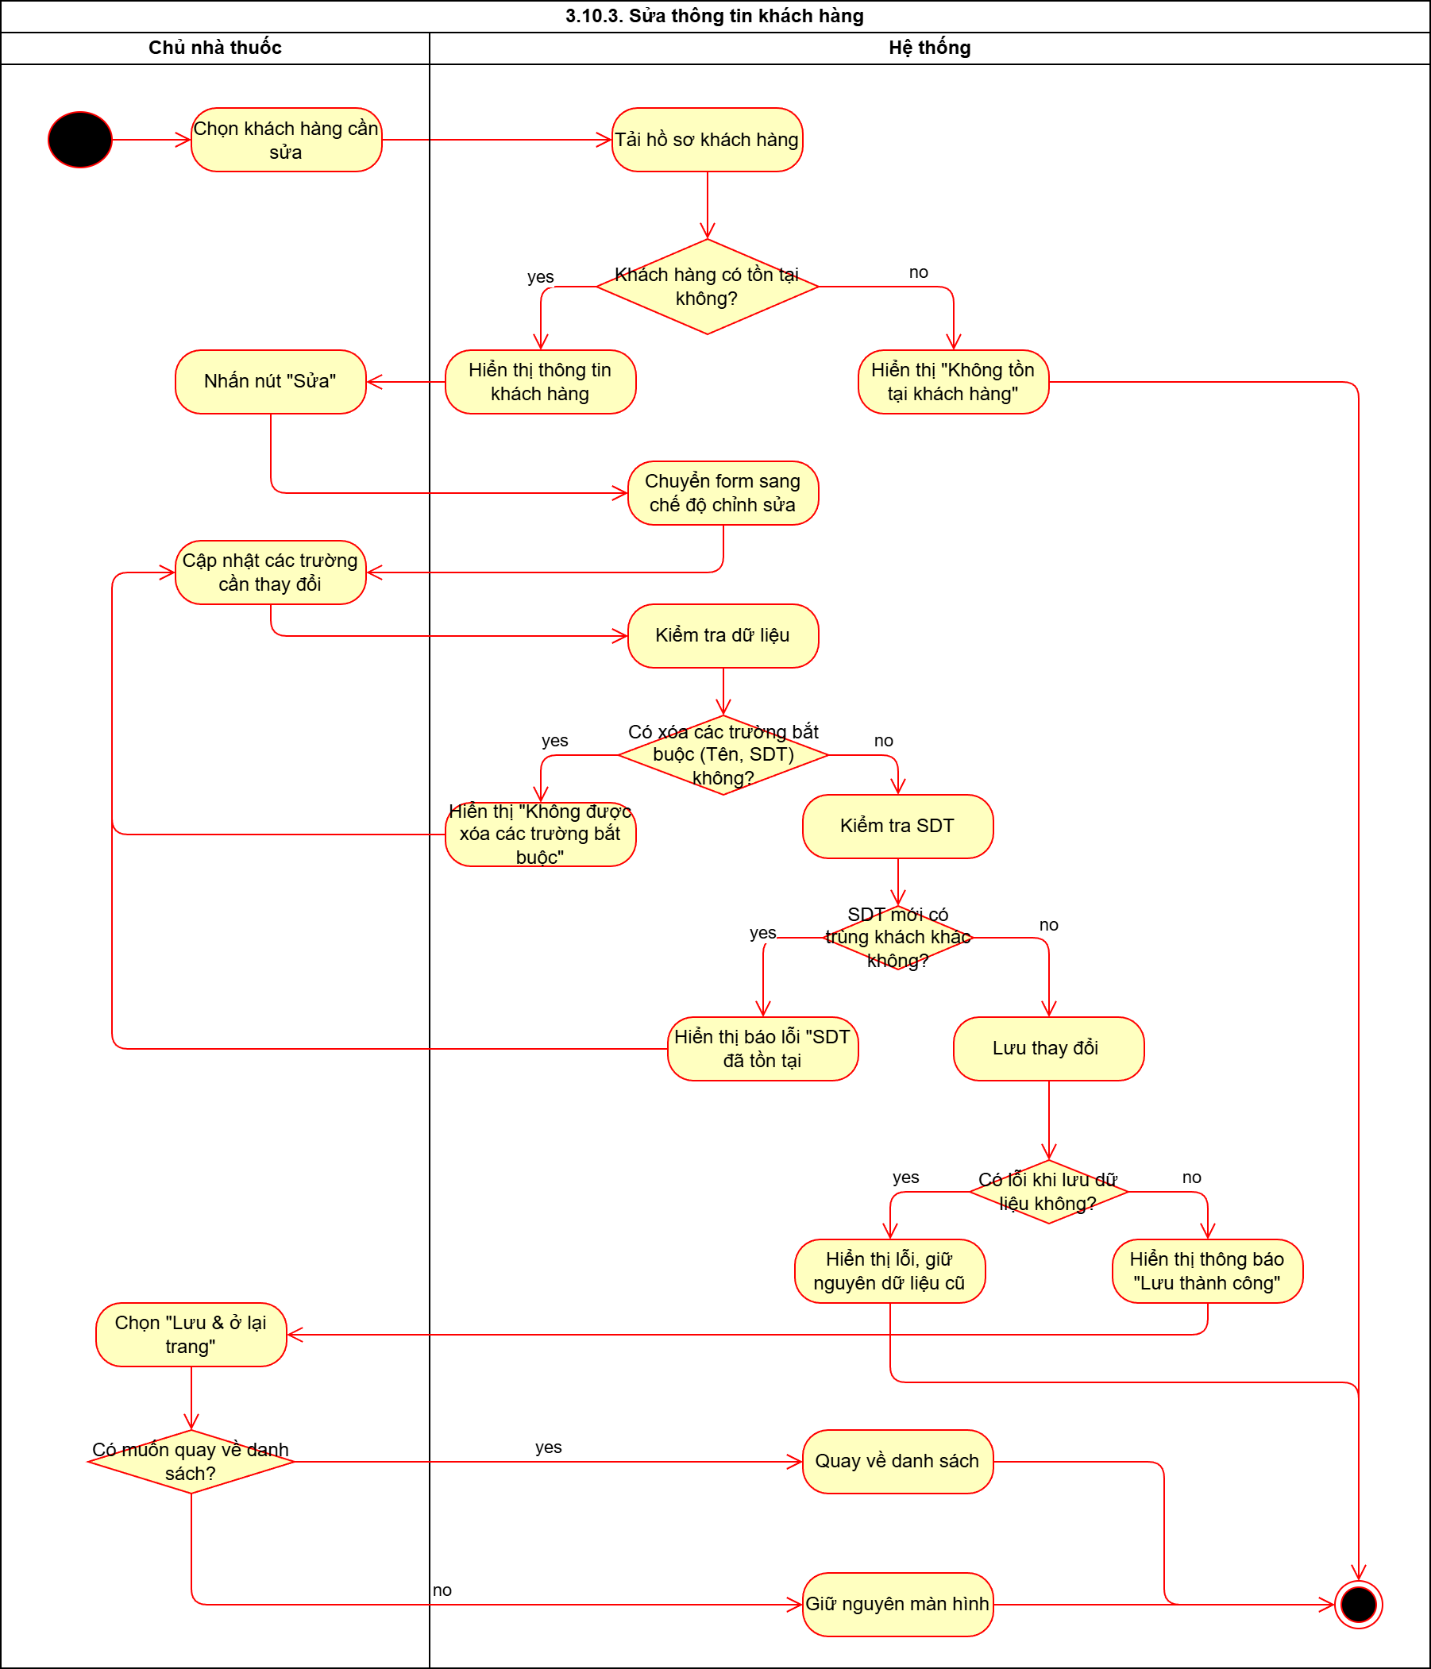 3.10.3. Sửa thông tin khách hàng
Chủ nhà thuốc
Hệ thống
Chọn khách hàng cần
sửa
Tải hồ sơ khách hàng
Khách hàng có tồn tại
không?
yes
no
Nhấn nút "Sửa"
Hiển thị thông tin
khách hàng
Hiển thị "Không tồn
tại khách hàng"
Chuyển form sang
chế độ chỉnh sửa
Cập nhật các trường
cần thay đổi
Kiểm tra dữ liệu
Có xóa các trường bắt
buộc (Tên, SDT)
không?
yes
no
Hiển thị "Không được
xóa các trường bắt
buộc"
Kiểm tra SDT
SDT mới có
trùng khách khác
không?
yes
no
Hiển thị báo lỗi "SDT
đã tồn tại
Lưu thay đổi
Có lỗi khi lưu dữ
liệu không?
yes
no
Hiển thị lỗi, giữ
nguyên dữ liệu cũ
Hiển thị thông báo
"Lưu thành công"
Chọn "Lưu & ở lại
trang"
Có muốn quay về danh
sách?
yes
Quay về danh sách
no
Giữ nguyên màn hình